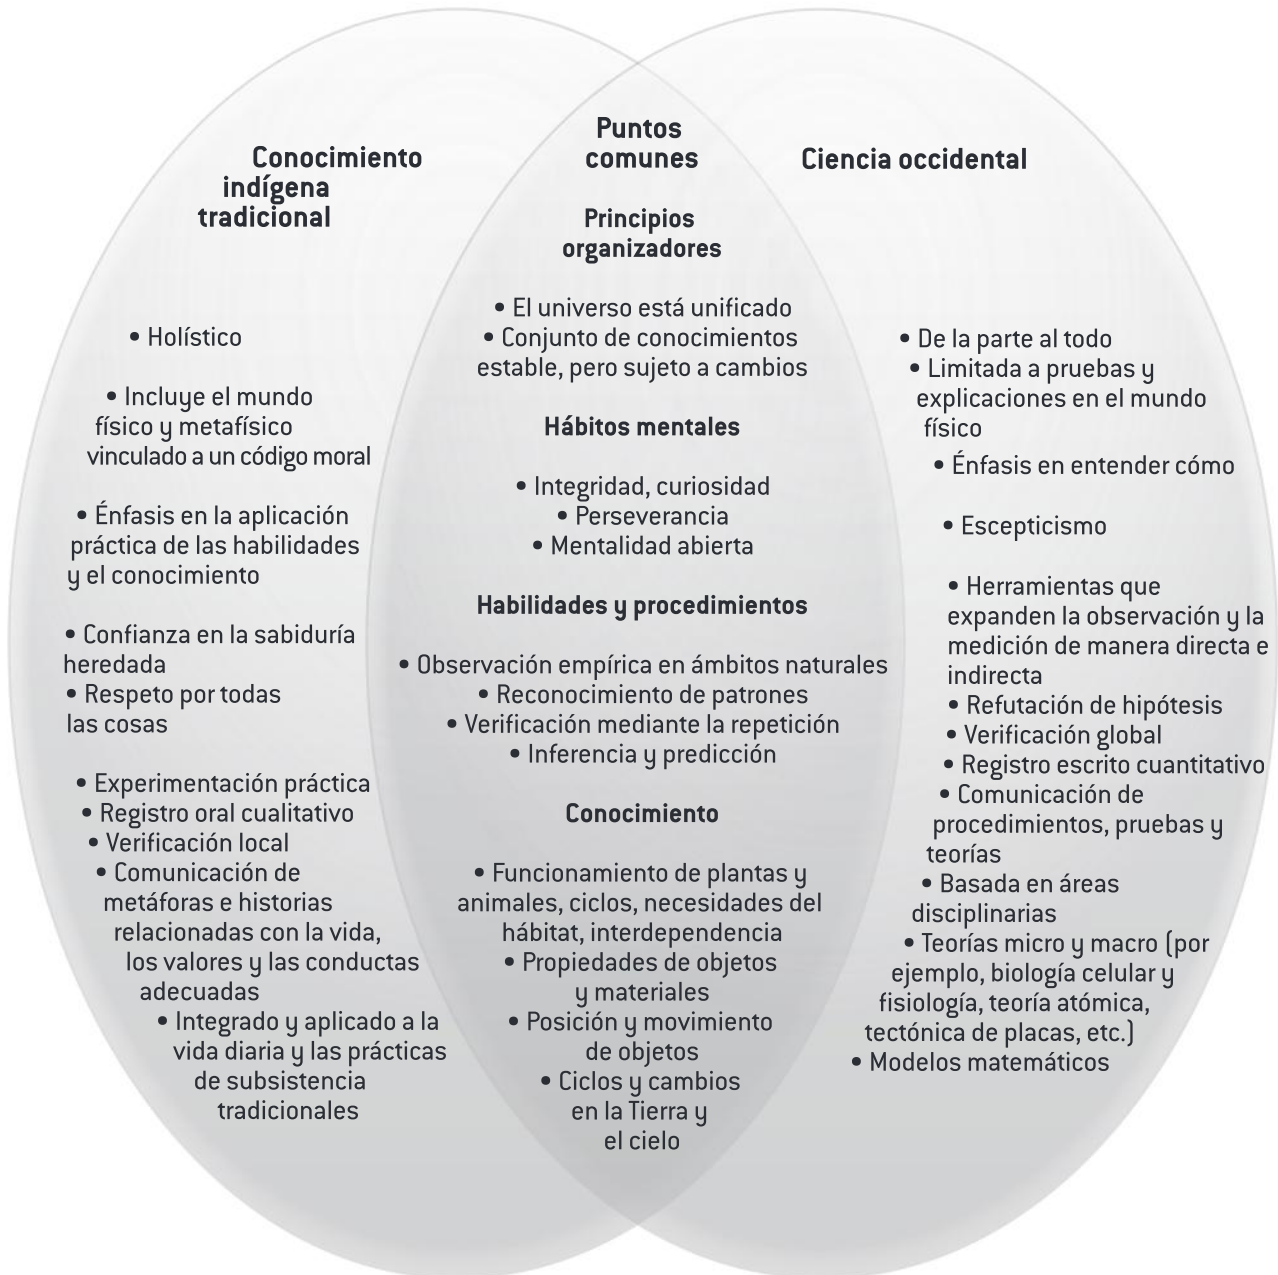 Conocimiento
indígena
tradicional
• Holístico
• Incluye el mundo
físico y metafísico
vinculado a un código moral
• Énfasis en la aplicación
práctica de las habilidades
y el conocimiento
• Confianza en la sabiduría
heredada
• Respeto por todas
las cosas
• Experimentación práctica
• Registro oral cualitativo
• Verificación local
• Comunicación de
metáforas e historias
relacionadas con la vida,
los valores y las conductas
adecuadas
• Integrado y aplicado a la
vida diaria y las prácticas
de subsistencia
tradicionales
Puntos
comunes
Principios
organizadores
• El universo está unificado
• Conjunto de conocimientos
estable, pero sujeto a cambios
Hábitos mentales
• Integridad, curiosidad
• Perseverancia
• Mentalidad abierta
Habilidades y procedimientos
• Observación empírica en ámbitos naturales
• Reconocimiento de patrones
• Verificación mediante la repetición
• Inferencia y predicción
Conocimiento
• Funcionamiento de plantas y
animales, ciclos, necesidades del
hábitat, interdependencia
• Propiedades de objetos
y materiales
• Posición y movimiento
de objetos
• Ciclos y cambios
en la Tierra y
el cielo
Ciencia occidental
• De la parte al todo
• Limitada a pruebas y
explicaciones en el mundo
físico
• Énfasis en entender cómo
• Escepticismo
• Herramientas que
expanden la observación y la
medición de manera directa e
indirecta
• Refutación de hipótesis
• Verificación global
• Registro escrito cuantitativo
• Comunicación de
procedimientos, pruebas y
teorías
• Basada en áreas
disciplinarias
• Teorías micro y macro (por
ejemplo, biología celular y
fisiología, teoría atómica,
tectónica de placas, etc.)
• Modelos matemáticos